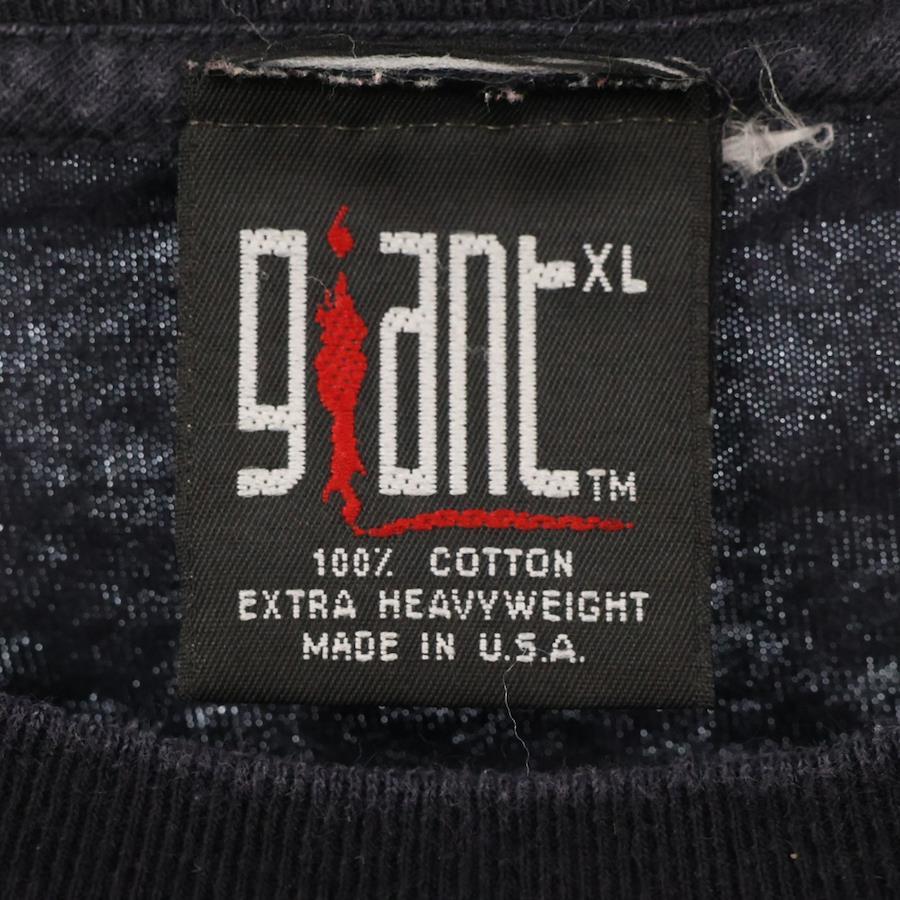 giant XL
TM
100% COTTON
EXTRA HEAVYWEIGHT
MADE IN U.S.A.